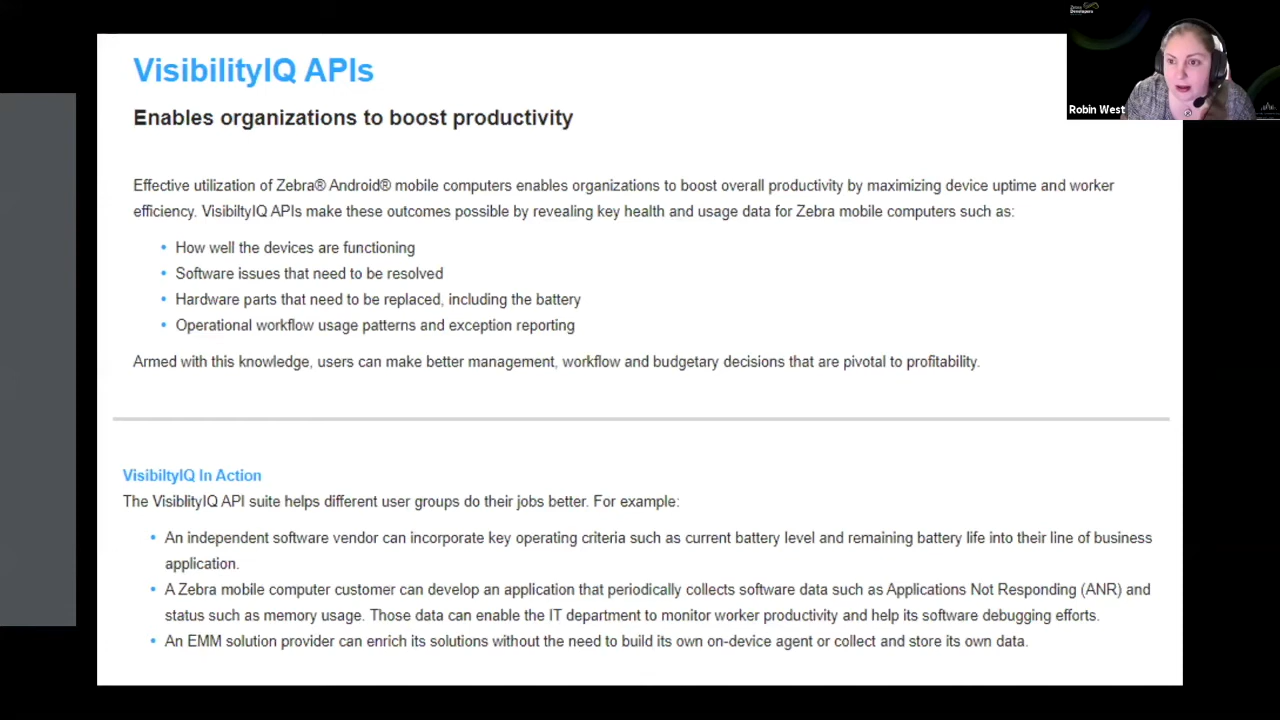 VisibilityIQ APIs
Enables organizations to boost productivity
Effective utilization of Zebra® Android® mobile computers enables organizations to boost overall productivity by maximizing device uptime and worker
efficiency. VisibiltyIQ APIs make these outcomes possible by revealing key health and usage data for Zebra mobile computers such as:
• How well the devices are functioning
• Software issues that need to be resolved
• Hardware parts that need to be replaced, including the battery
• Operational workflow usage patterns and exception reporting
Armed with this knowledge, users can make better management, workflow and budgetary decisions that are pivotal to profitability.
VisibiltyIQ In Action
The VisiblityIQ API suite helps different user groups do their jobs better. For example:
• An independent software vendor can incorporate key operating criteria such as current battery level and remaining battery life into their line of business
application.
• A Zebra mobile computer customer can develop an application that periodically collects software data such as Applications Not Responding (ANR) and
status such as memory usage. Those data can enable the IT department to monitor worker productivity and help its software debugging efforts.
• An EMM solution provider can enrich its solutions without the need to build its own on-device agent or collect and store its own data.
Zebra
Developers
Robin West